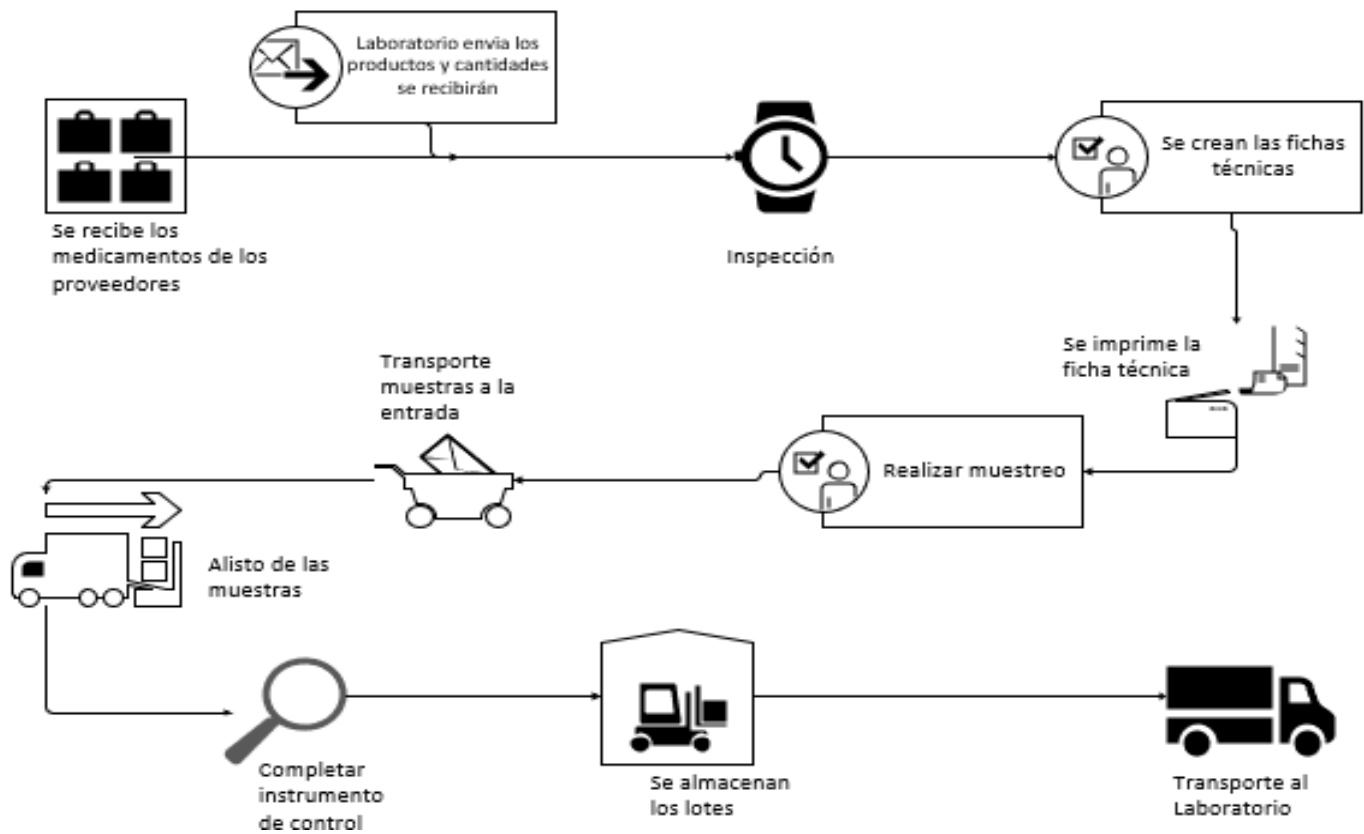 Laboratorio envia los
productos y cantidades
se recibirán
Se recibe los
medicamentos de los
proveedores
Inspección
Se crean las fichas
técnicas
Se imprime la
ficha técnica
Realizar muestreo
Transporte
muestras a la
entrada
Alisto de las
muestras
Completar
instrumento
de control
Se almacenan
los lotes
Transporte al
Laboratorio